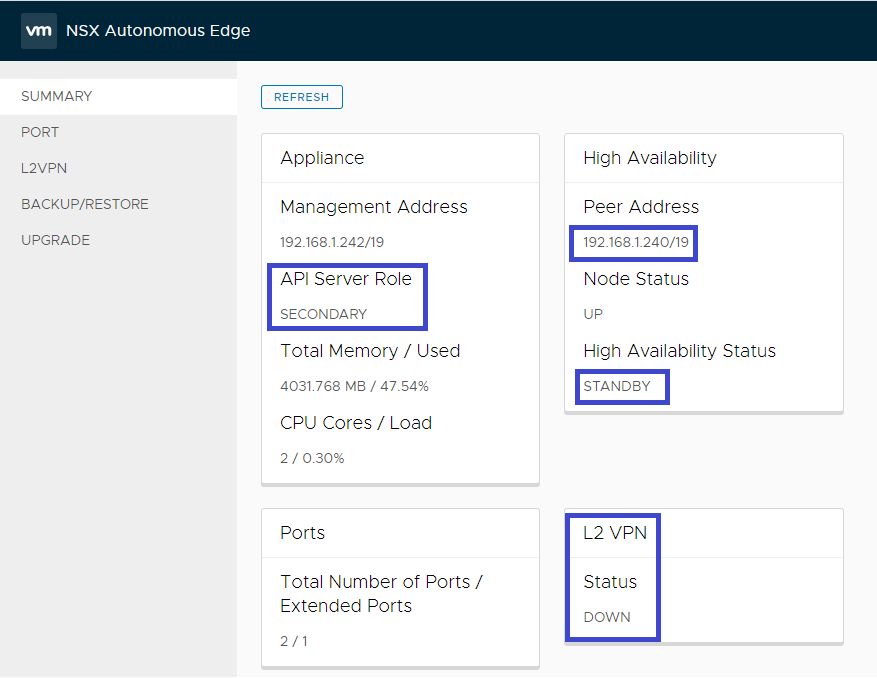 vm NSX Autonomous Edge
SUMMARY
PORT
L2VPN
BACKUP/RESTORE
UPGRADE
REFRESH
Appliance
Management Address
192.168.1.242/19
API Server Role
SECONDARY
Total Memory / Used
4031.768 MB / 47.54%
CPU Cores / Load
2 / 0.30%
High Availability
Peer Address
192.168.1.240/19
Node Status
UP
High Availability Status
STANDBY
Ports
Total Number of Ports /
Extended Ports
2 / 1
L2 VPN
Status
DOWN